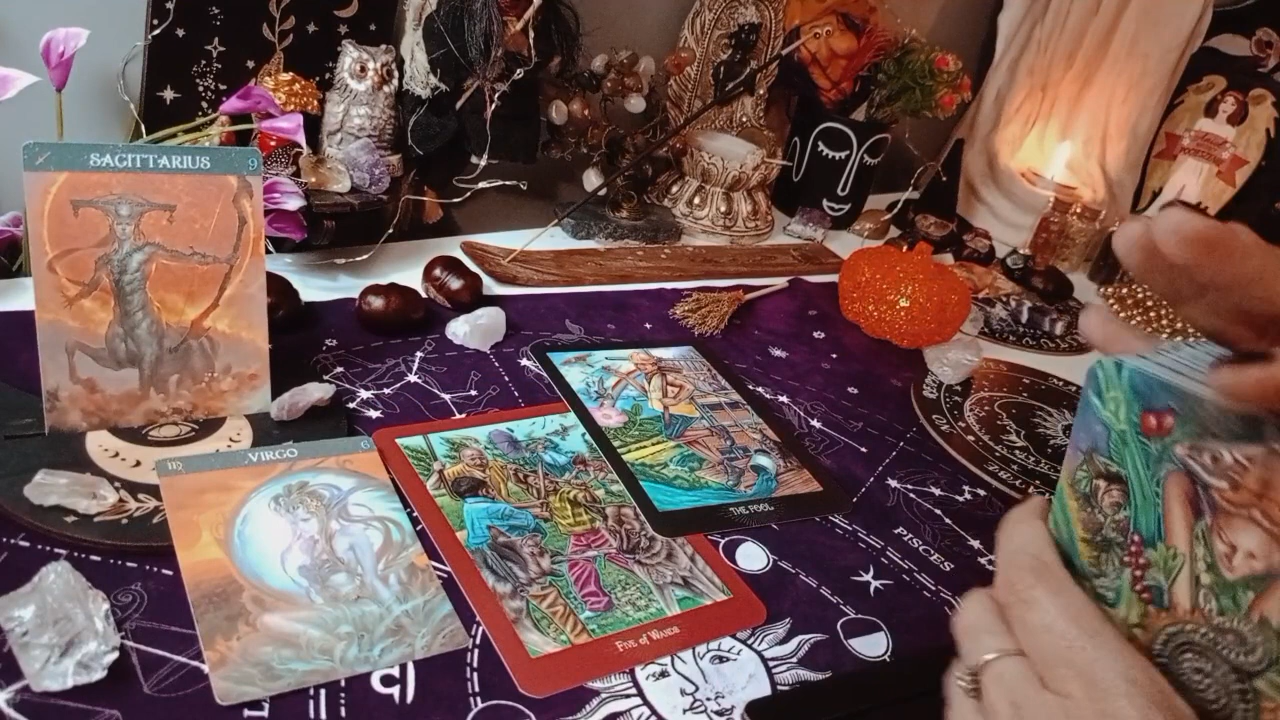 SAGITTARIUS 9
VIRGO 6
THE FOOL
FIVE OF WANDS
PISCES